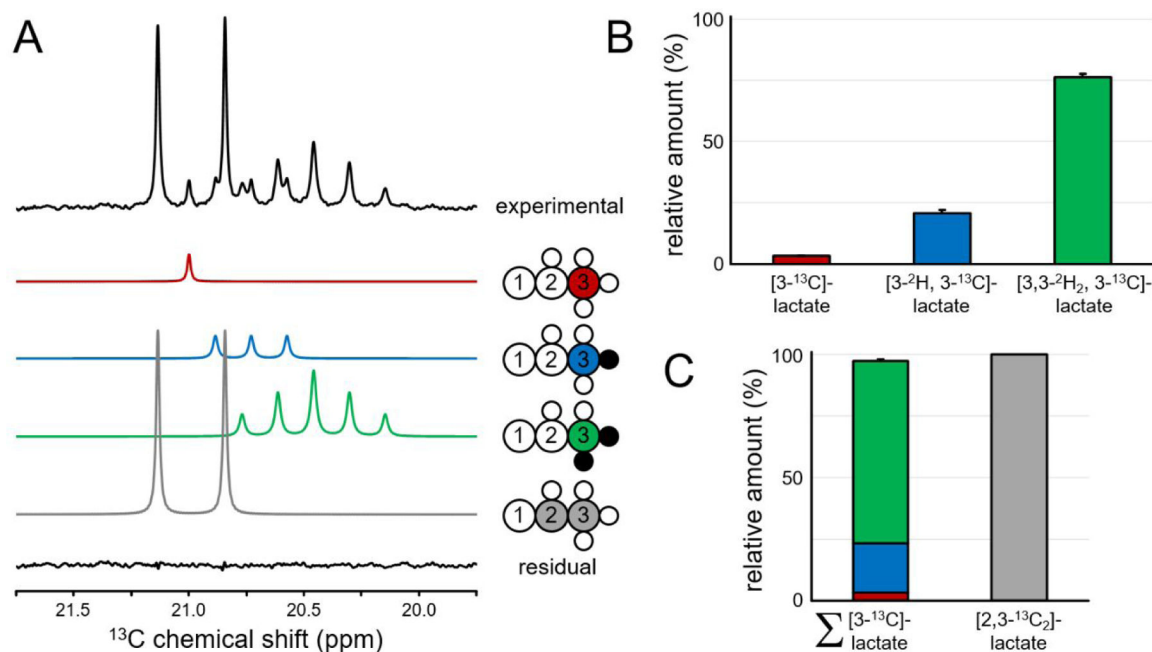 A
experimental
1 2 3
1 2 3
1 2 3
1 2 3
residual
21.5 21.0 20.5 20.0
¹³C chemical shift (ppm)
B
relative amount (%)
100
50
0
[3-¹³C]- [3-²H, 3-¹³C]- [3,3-²H₂, 3-¹³C]-
lactate lactate lactate
C
relative amount (%)
100
50
0
∑ [3-¹³C]- [2,3-¹³C₂]-
lactate lactate